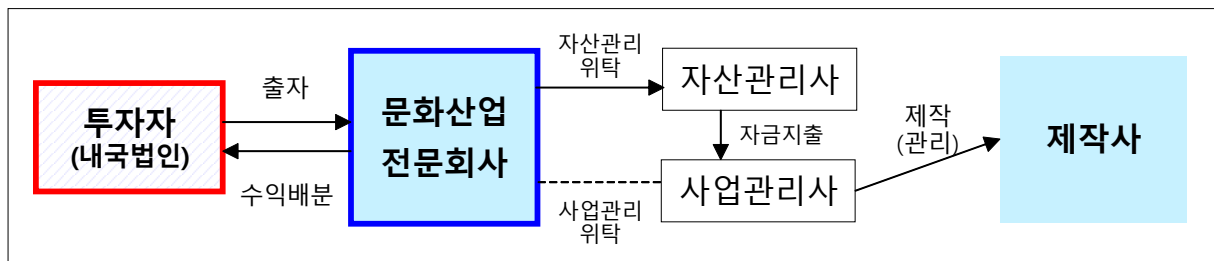 투자자
(내국법인)
출자
수익배분
문화산업
전문회사
자산관리
위탁
사업관리
위탁
자산관리사
자금지출
사업관리사
제작
(관리)
제작사